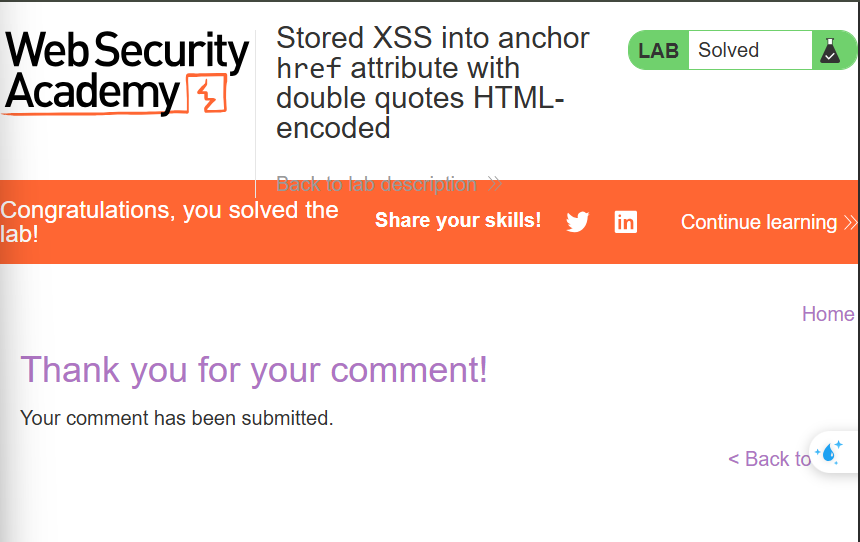 Web Security
Academy
Stored XSS into anchor
href attribute with
double quotes HTML-
encoded
LAB Solved
Back to lab description
Congratulations, you solved the
lab!
Share your skills!
Continue learning
Home
Thank you for your comment!
Your comment has been submitted.
< Back to